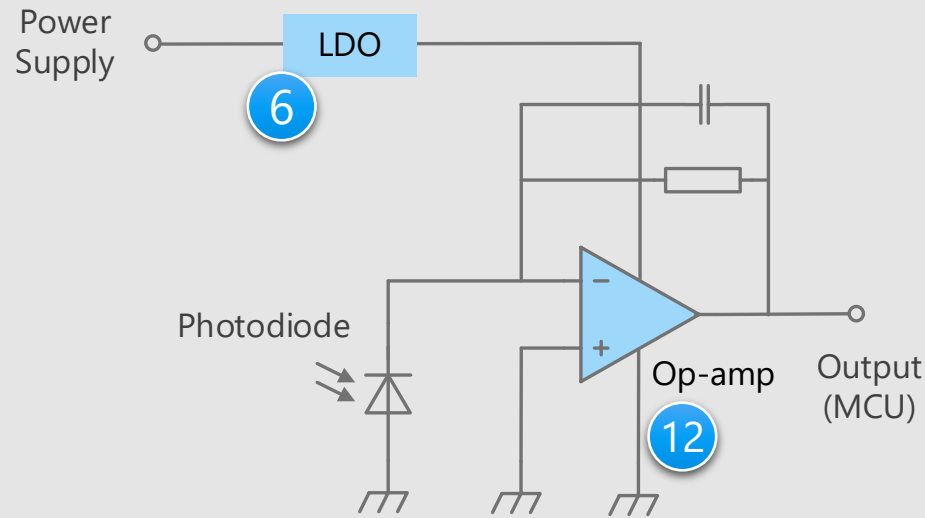 Power
Supply
LDO
6
Photodiode
−
+
Op-amp
12
Output
(MCU)